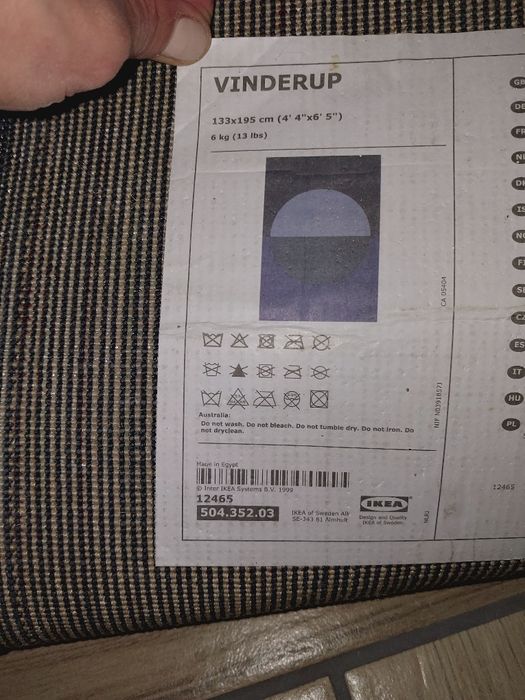 VINDERUP
133x195 cm (4' 4"x6' 5")
6 kg (13 lbs)
CA 05404
Australia:
Do not wash. Do not bleach. Do not tumble dry. Do not iron. Do
not dryclean.
NIF N0391857J
Made in Egypt
© Inter IKEA Systems B.V. 1999
12465
504.352.03
IKEA of Sweden AB
SE-343 81 Älmhult
IKEA
Design and Quality
IKEA of Sweden
GB
DE
FR
NL
DK
IS
NO
FI
SE
CZ
ES
IT
HU
PL
12465